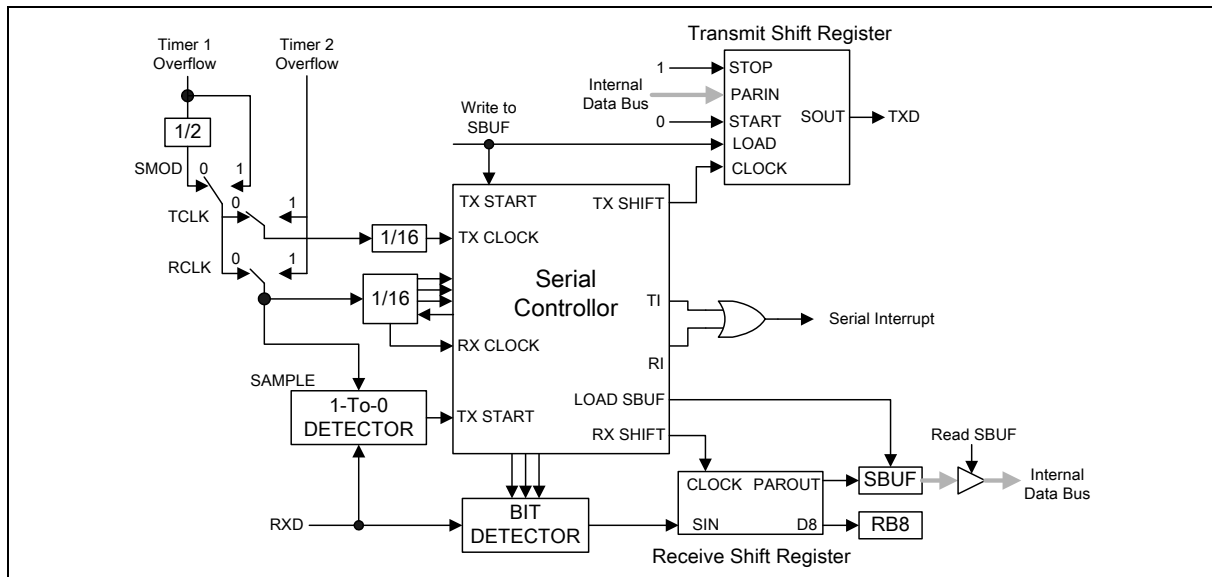 Transmit Shift Register
Timer 1
Overflow
Timer 2
Overflow
1
STOP
Internal
Data Bus
PARIN
0
START
SOUT
TXD
LOAD
CLOCK
Write to
SBUF
1/2
SMOD
0
1
TCLK
0
1
RCLK
0
1
1/16
1/16
TX START
TX SHIFT
TX CLOCK
Serial
Controllor
TI
RI
Serial Interrupt
RX CLOCK
SAMPLE
1-To-0
DETECTOR
TX START
LOAD SBUF
RX SHIFT
Read SBUF
CLOCK
PAROUT
SBUF
Internal
Data Bus
RXD
BIT
DETECTOR
SIN
D8
RB8
Receive Shift Register